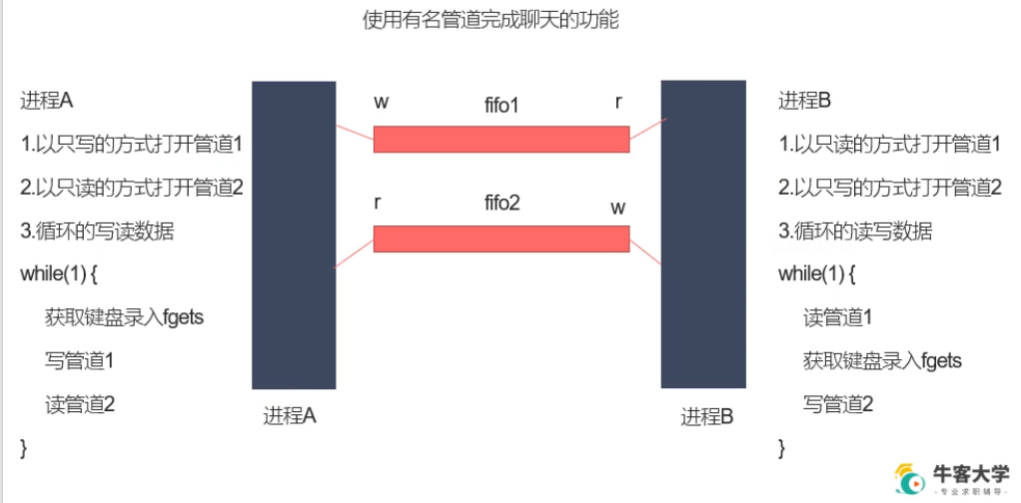 使用有名管道完成聊天的功能
进程A
1.以只写的方式打开管道1
2.以只读的方式打开管道2
3.循环的写读数据
while(1) {
获取键盘录入fgets
写管道1
读管道2
}
w
fifo1
r
r
fifo2
w
进程A
进程B
进程B
1.以只读的方式打开管道1
2.以只写的方式打开管道2
3.循环的读写数据
while(1) {
读管道1
获取键盘录入fgets
写管道2
}
牛客大学
-专业求职辅导-